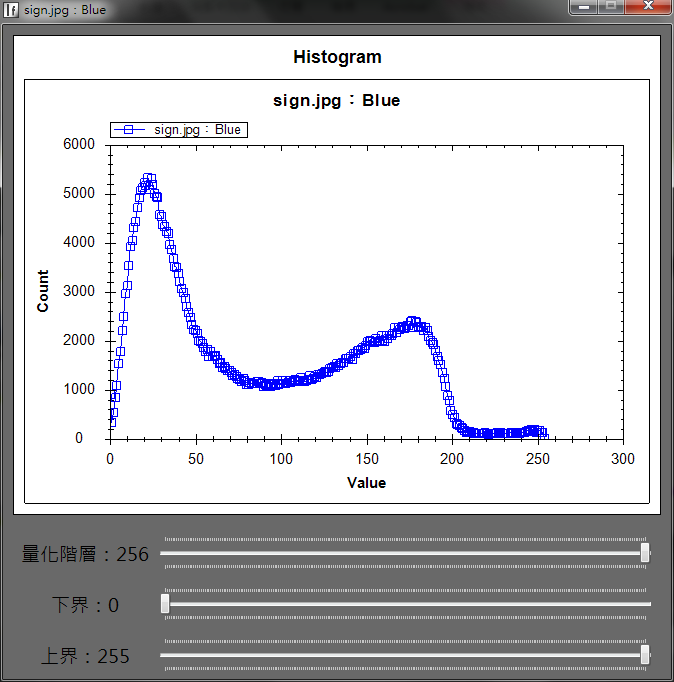 sign.jpg：Blue
Histogram
sign.jpg：Blue
sign.jpg：Blue
6000
5000
4000
3000
2000
1000
0
Count
0 50 100 150 200 250 300
Value
量化階層：256
下界：0
上界：255